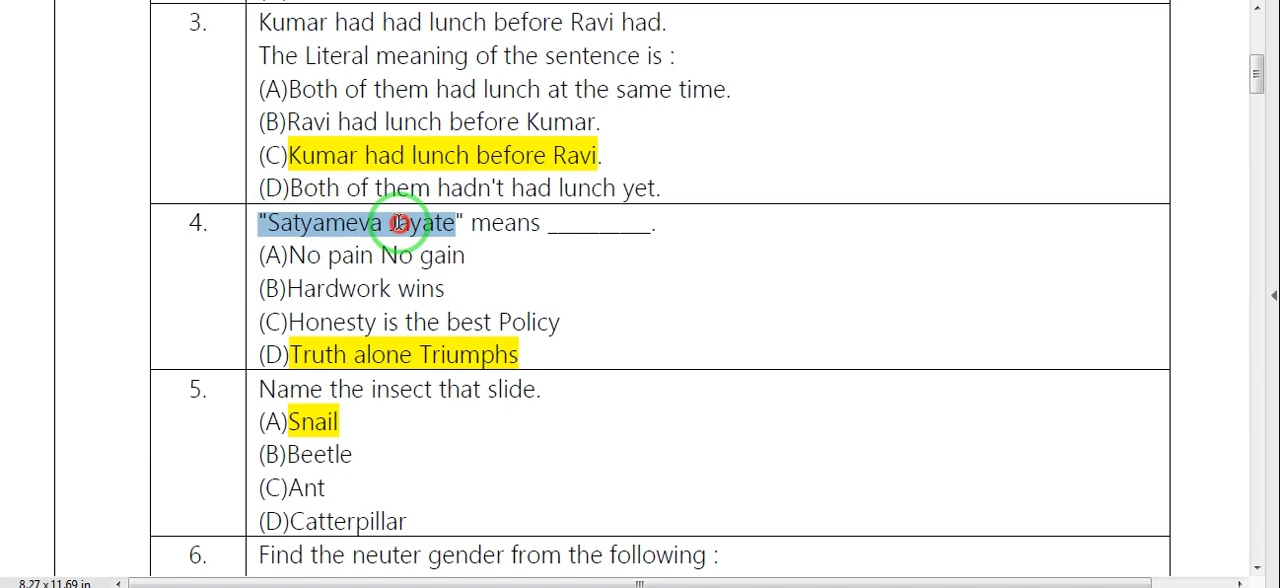 3.
Kumar had had lunch before Ravi had.
The Literal meaning of the sentence is :
(A)Both of them had lunch at the same time.
(B)Ravi had lunch before Kumar.
(C)Kumar had lunch before Ravi.
(D)Both of them hadn't had lunch yet.
4.
"Satyameva Jayate" means _________.
(A)No pain No gain
(B)Hardwork wins
(C)Honesty is the best Policy
(D)Truth alone Triumphs
5.
Name the insect that slide.
(A)Snail
(B)Beetle
(C)Ant
(D)Catterpillar
6.
Find the neuter gender from the following :
8.27 x 11.69 in